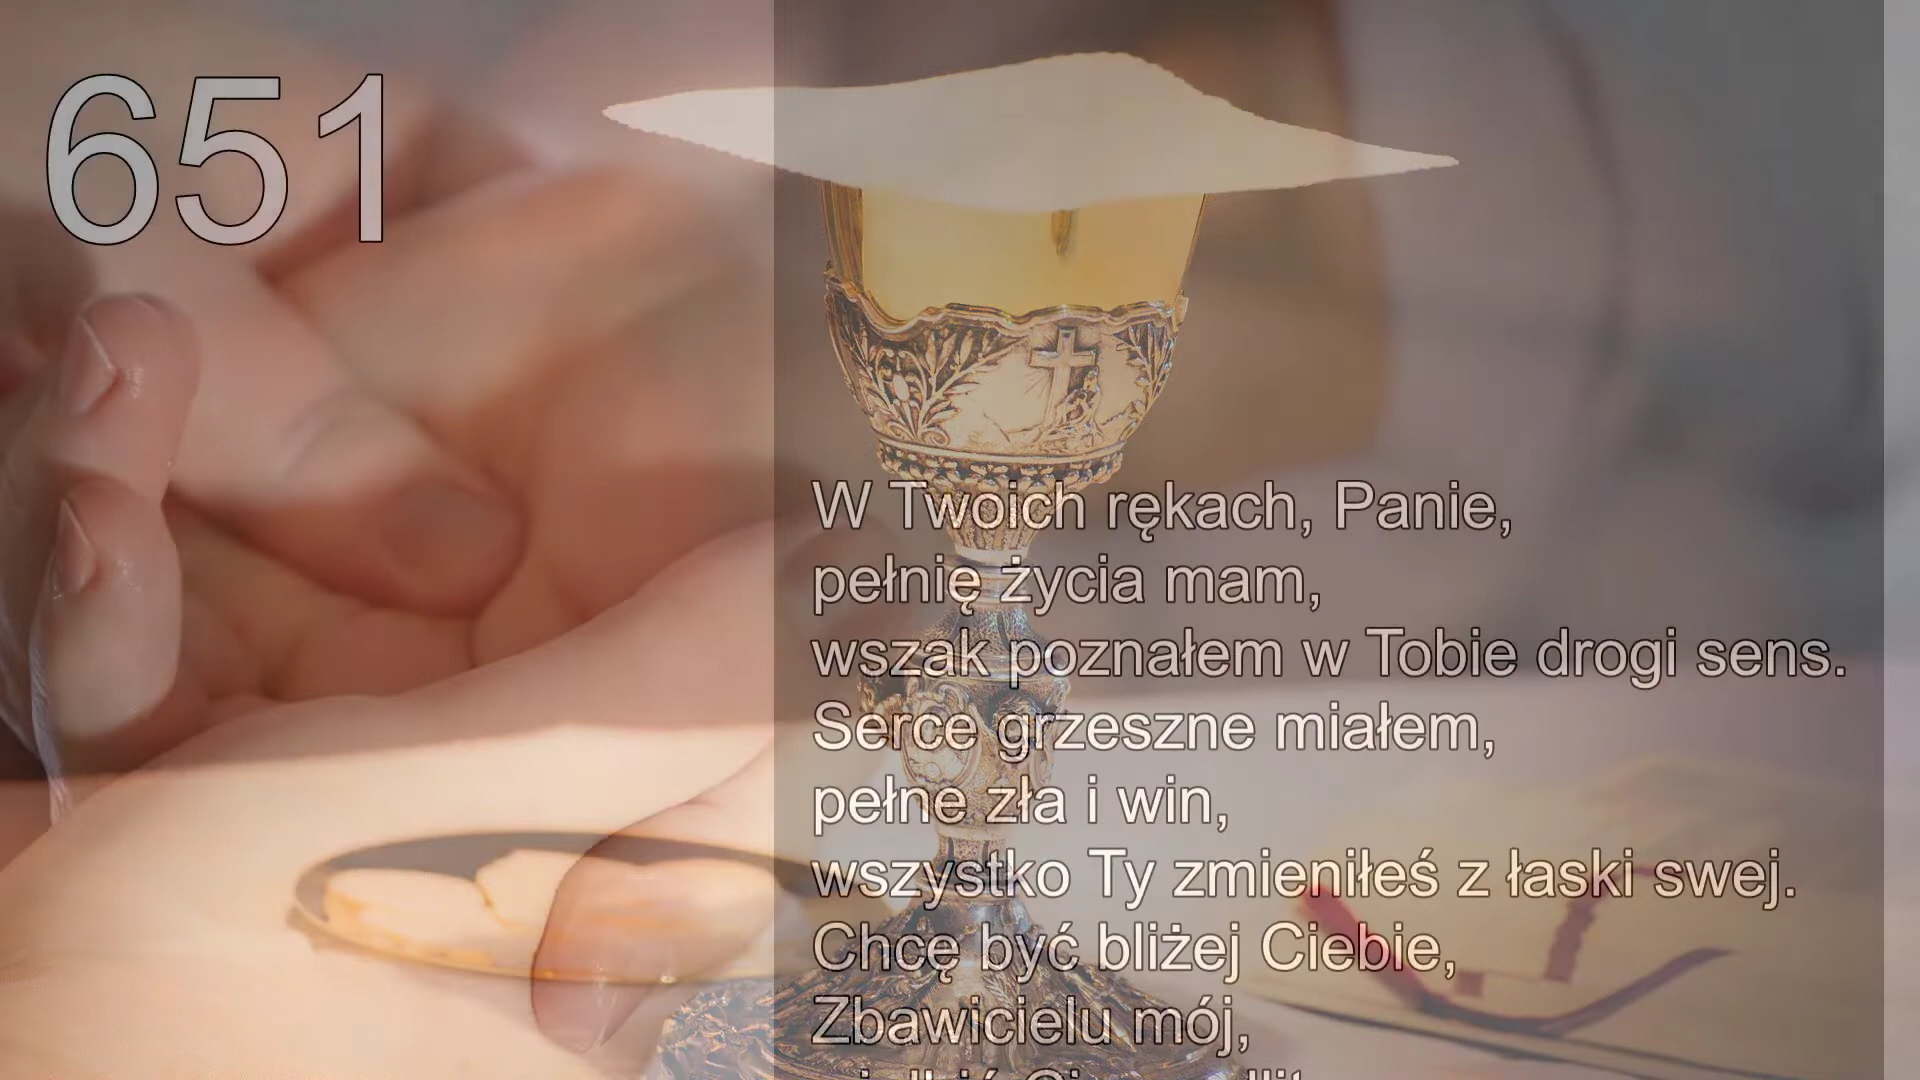 651
W Twoich rękach, Panie,
pełnię życia mam,
wszak poznałem w Tobie drogi sens.
Serce grzeszne miałem,
pełne zła i win,
wszystko Ty zmieniłeś z łaski swej.
Chcę być bliżej Ciebie,
Zbawicielu mój,